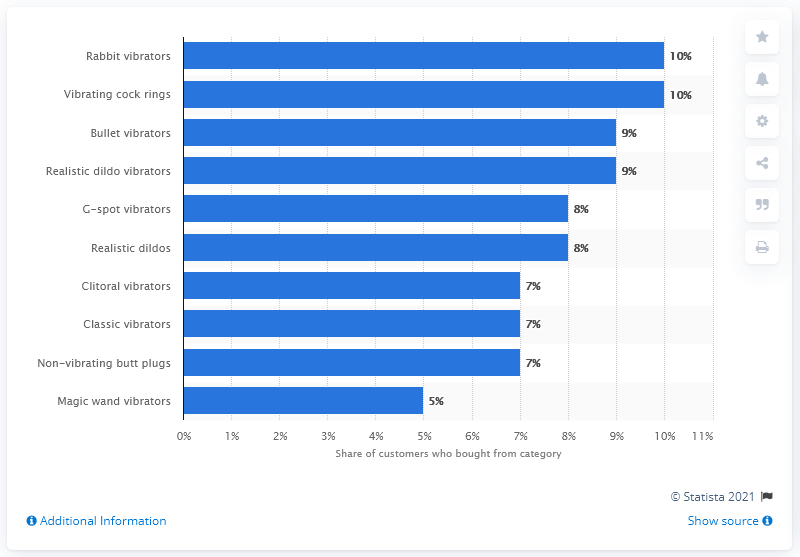 Rabbit vibrators 10%
Vibrating cock rings 10%
Bullet vibrators 9%
Realistic dildo vibrators 9%
G-spot vibrators 8%
Realistic dildos 8%
Clitoral vibrators 7%
Classic vibrators 7%
Non-vibrating butt plugs 7%
Magic wand vibrators 5%
0% 1% 2% 3% 4% 5% 6% 7% 8% 9% 10% 11%
Share of customers who bought from category
© Statista 2021
Additional Information
Show source